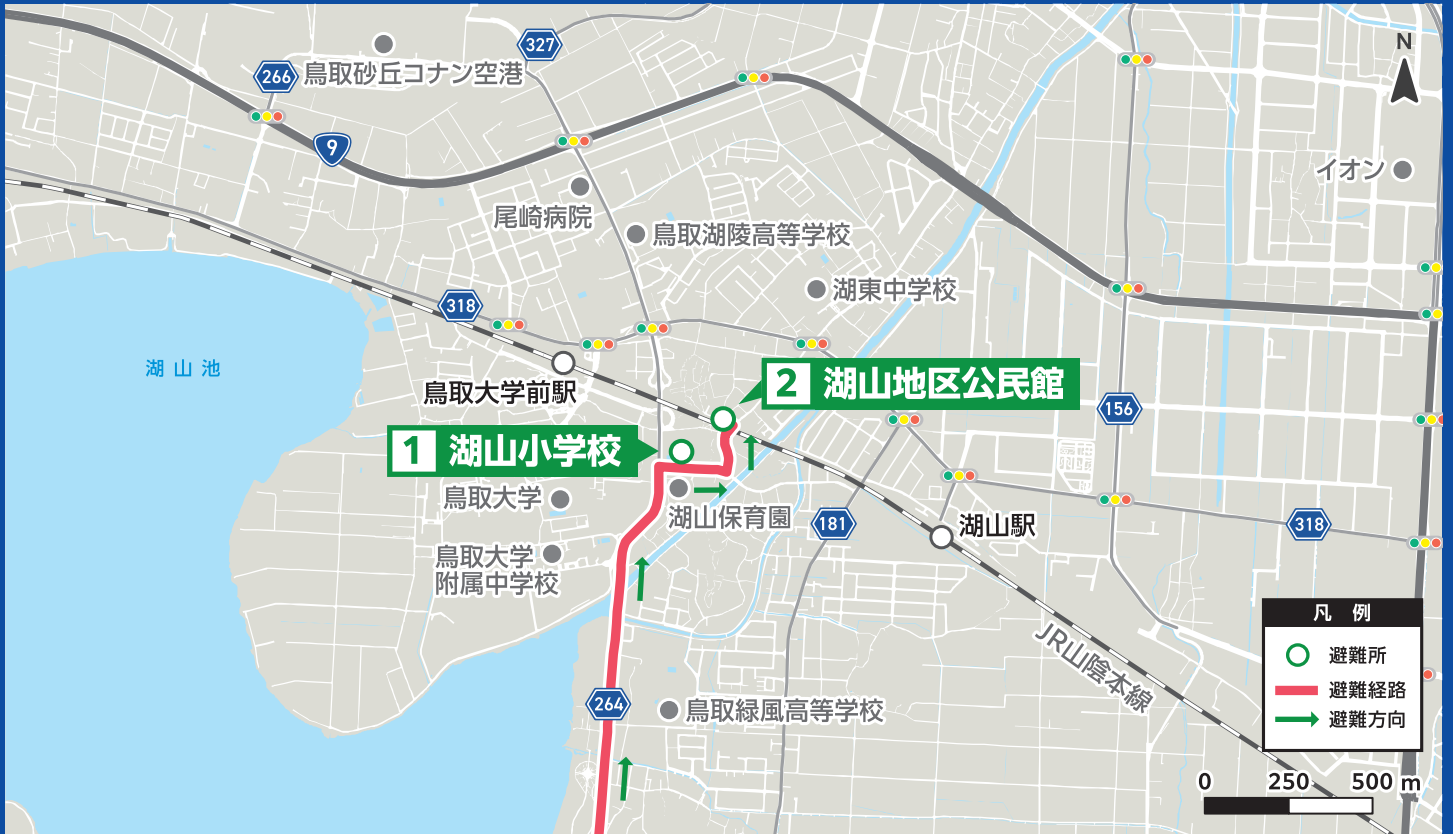 327
N
266
鳥取砂丘コナン空港
9
イオン
尾崎病院
鳥取湖陵高等学校
湖東中学校
318
湖山池
鳥取大学前駅
2 湖山地区公民館
156
1 湖山小学校
鳥取大学
湖山保育園
181
湖山駅
318
鳥取大学
附属中学校
JR山陰本線
264
鳥取緑風高等学校
凡 例
避難所
避難経路
避難方向
0 250 500 m